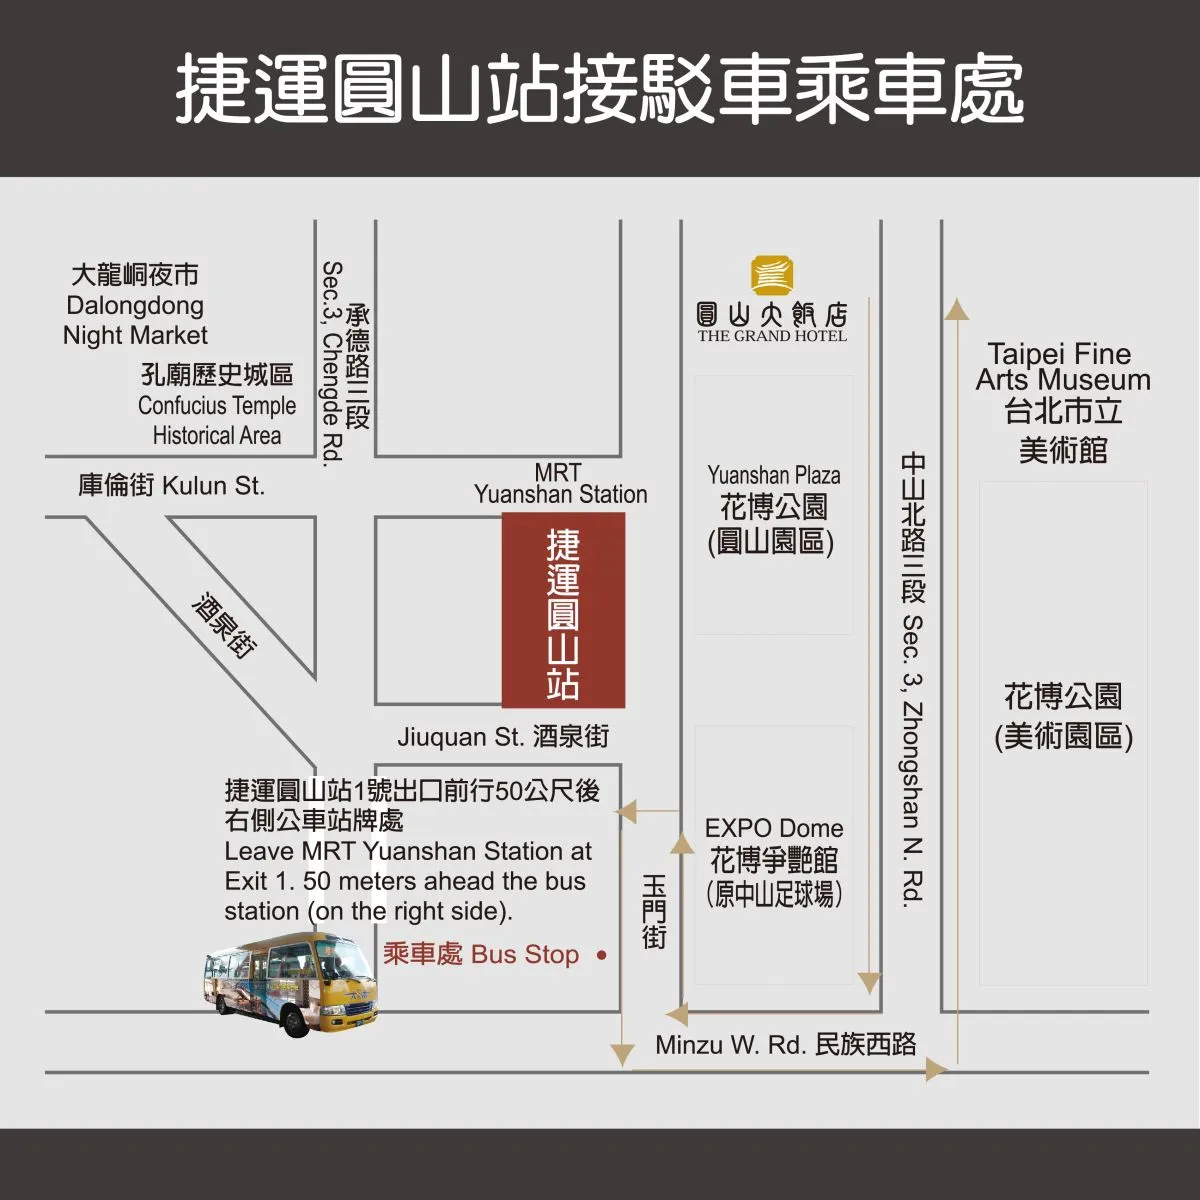 捷運圓山站接駁車乘車處
大龍峒夜市
Dalongdong
Night Market
孔廟歷史城區
Confucius Temple
Historical Area
承德路三段
Sec.3, Chengde Rd.
圓山大飯店
THE GRAND HOTEL
Taipei Fine
Arts Museum
台北市立
美術館
庫倫街 Kulun St.
MRT
Yuanshan Station
捷運圓山站
Yuanshan Plaza
花博公園
(圓山園區)
中山北路三段 Sec. 3, Zhongshan N. Rd.
酒泉街
花博公園
(美術園區)
Jiuquan St. 酒泉街
捷運圓山站1號出口前行50公尺後
右側公車站牌處
Leave MRT Yuanshan Station at
Exit 1. 50 meters ahead the bus
station (on the right side).
EXPO Dome
花博爭艷館
(原中山足球場)
玉門街
乘車處 Bus Stop
Minzu W. Rd. 民族西路